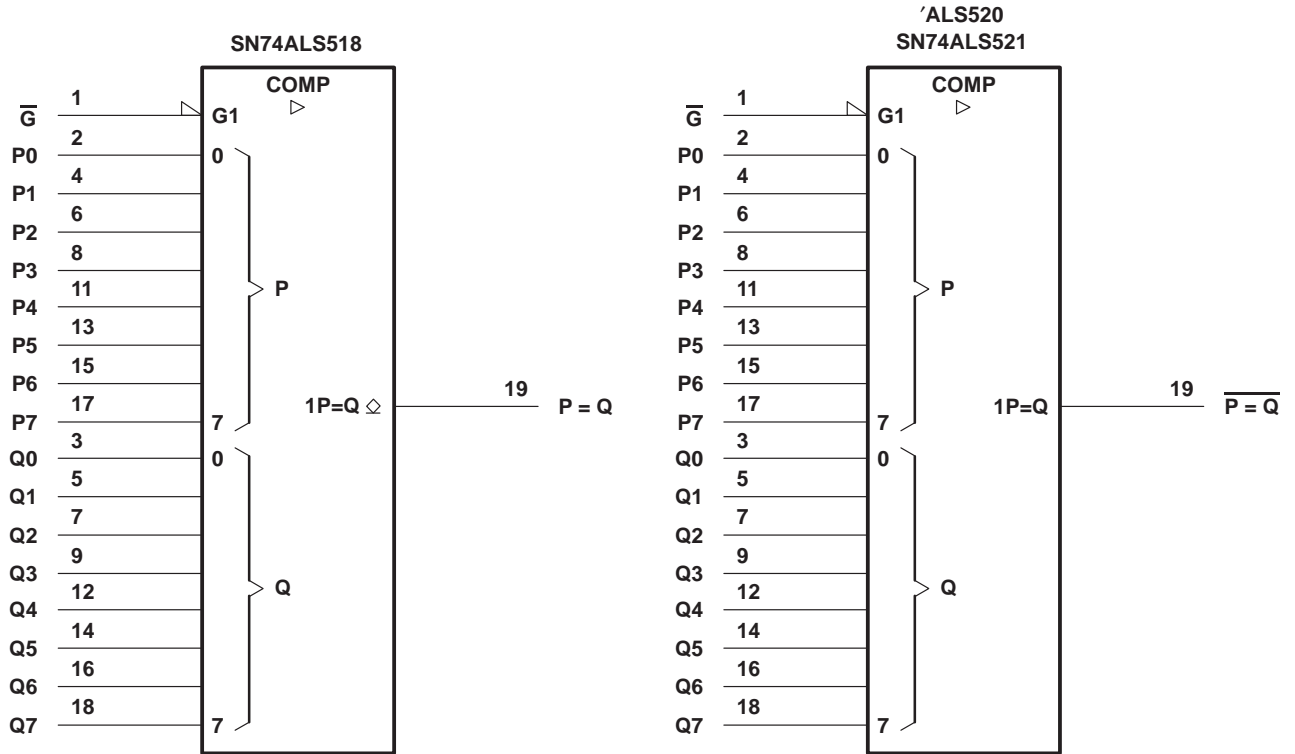 SN74ALS518
COMP
G1
G̅ 1
P0 2 0
P1 4
P2 6
P3 8
P
P4 11
P5 13
P6 15
1P=Q 19 P = Q
P7 17 7
Q0 3 0
Q1 5
Q2 7
Q3 9
Q
Q4 12
Q5 14
Q6 16
Q7 18 7
′ALS520
SN74ALS521
COMP
G1
G̅ 1
P0 2 0
P1 4
P2 6
P3 8
P
P4 11
P5 13
P6 15
1P=Q 19 P̅ ̅=̅ ̅Q̅
P7 17 7
Q0 3 0
Q1 5
Q2 7
Q3 9
Q
Q4 12
Q5 14
Q6 16
Q7 18 7